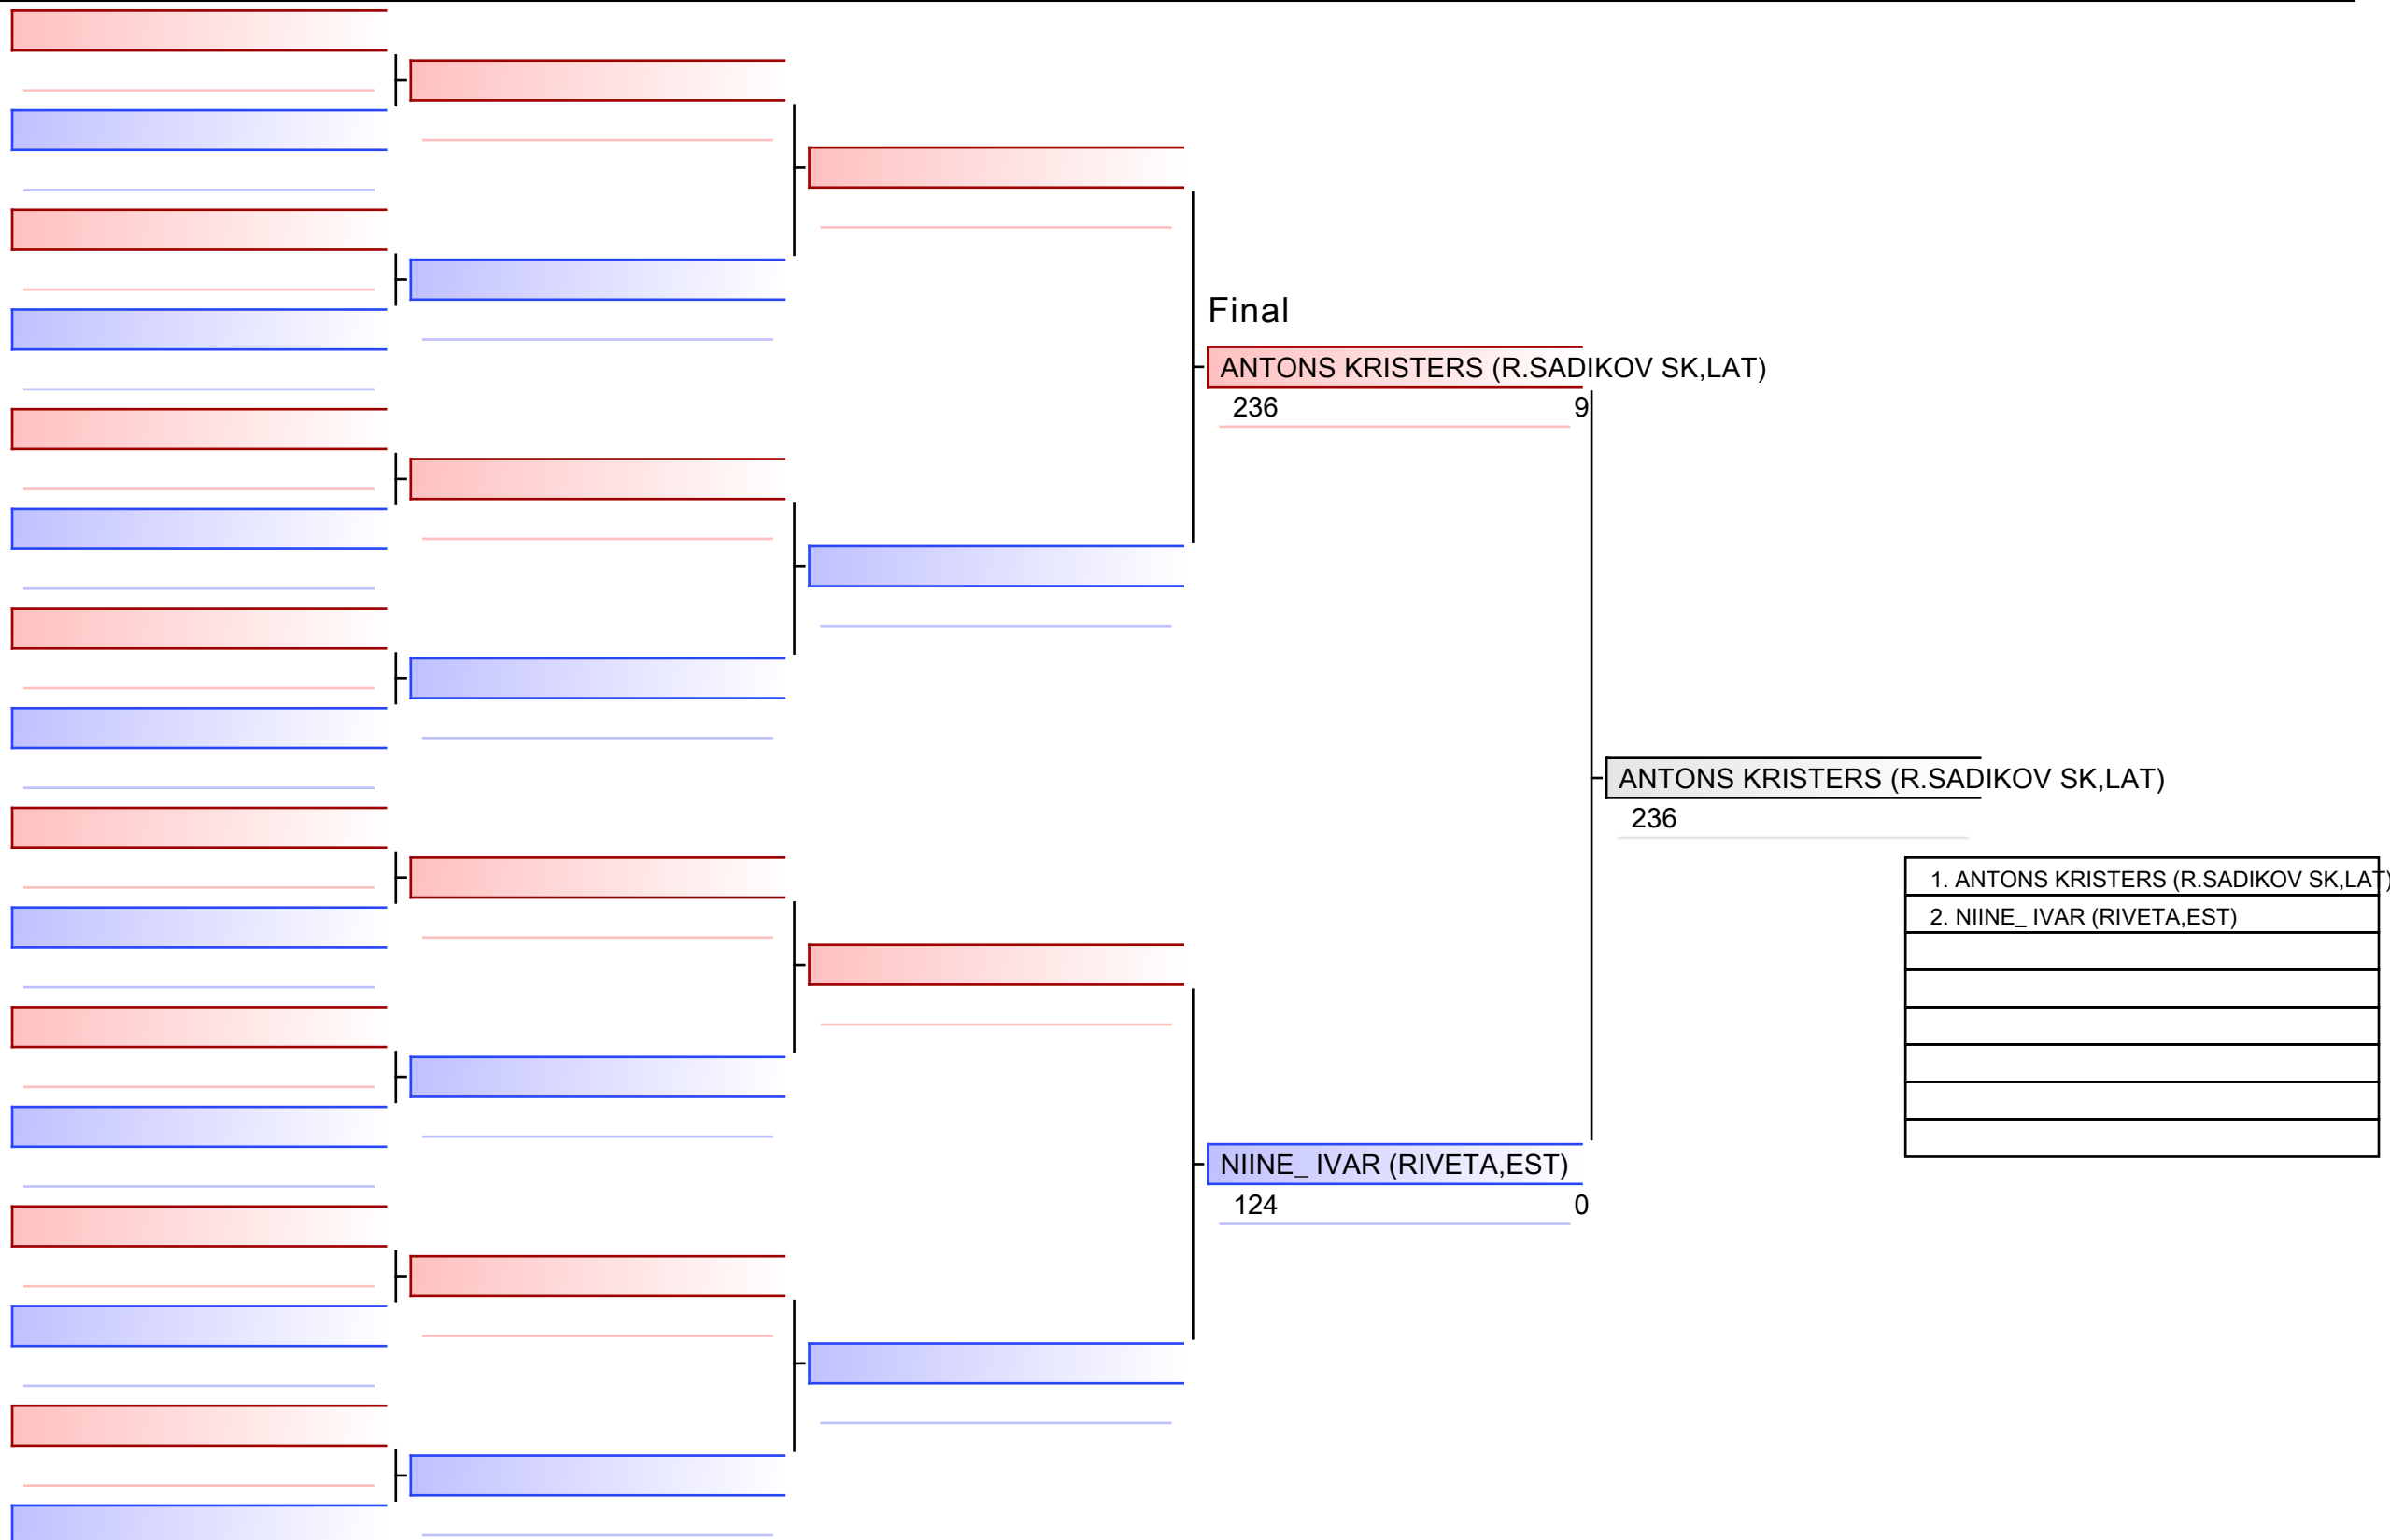 Final
ANTONS KRISTERS (R.SADIKOV SK,LAT)
236 9
ANTONS KRISTERS (R.SADIKOV SK,LAT)
236
1. ANTONS KRISTERS (R.SADIKOV SK,LAT)
2. NIINE_ IVAR (RIVETA,EST)
NIINE_ IVAR (RIVETA,EST)
124 0